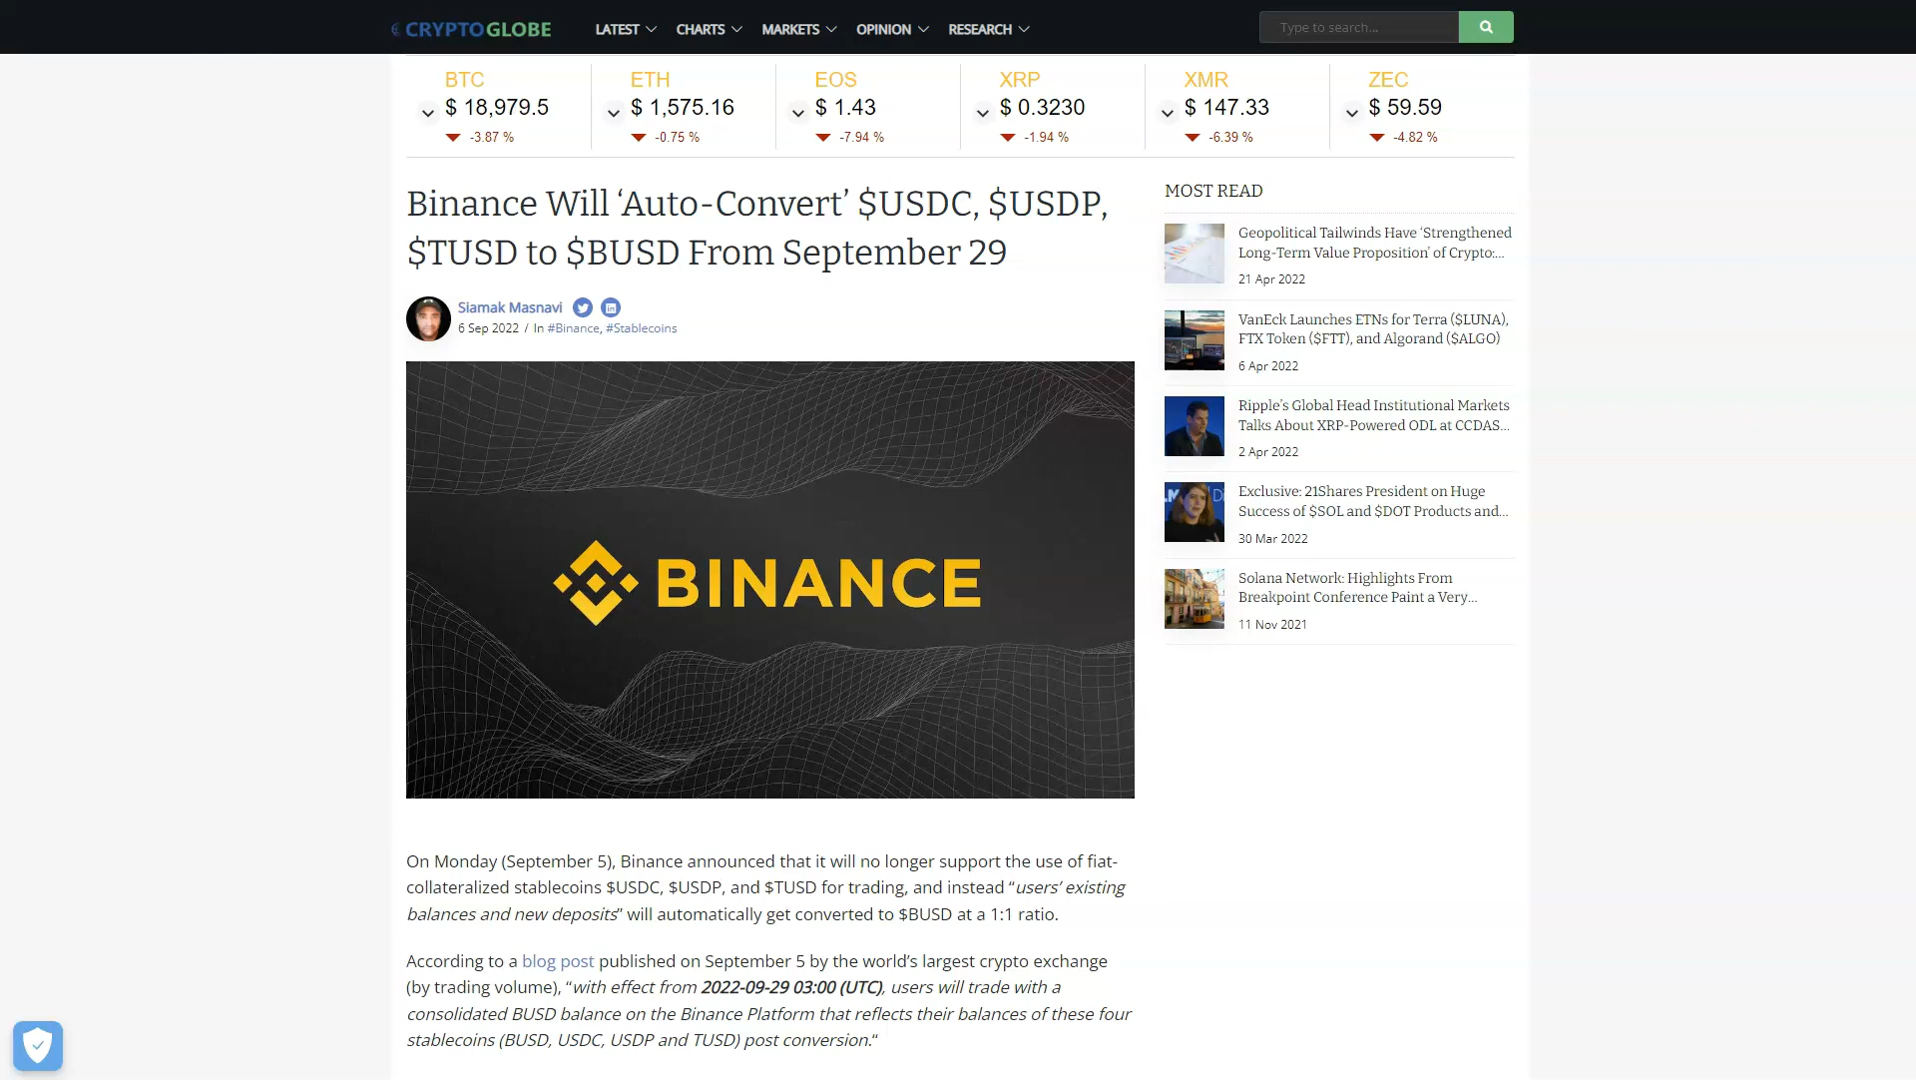 CRYPTOGLOBE
LATEST
CHARTS
MARKETS
OPINION
RESEARCH
Type to search...
BTC
$ 18,979.5
-3.87 %
ETH
$ 1,575.16
-0.75 %
EOS
$ 1.43
-7.94 %
XRP
$ 0.3230
-1.94 %
XMR
$ 147.33
-6.39 %
ZEC
$ 59.59
-4.82 %
Binance Will ‘Auto-Convert’ $USDC, $USDP,
$TUSD to $BUSD From September 29
Siamak Masnavi
6 Sep 2022 / In #Binance, #Stablecoins
BINANCE
On Monday (September 5), Binance announced that it will no longer support the use of fiat-
collateralized stablecoins $USDC, $USDP, and $TUSD for trading, and instead “users’ existing
balances and new deposits” will automatically get converted to $BUSD at a 1:1 ratio.
According to a blog post published on September 5 by the world’s largest crypto exchange
(by trading volume), “with effect from 2022-09-29 03:00 (UTC), users will trade with a
consolidated BUSD balance on the Binance Platform that reflects their balances of these four
stablecoins (BUSD, USDC, USDP and TUSD) post conversion.“
MOST READ
Geopolitical Tailwinds Have ‘Strengthened
Long-Term Value Proposition’ of Crypto:...
21 Apr 2022
VanEck Launches ETNs for Terra ($LUNA),
FTX Token ($FTT), and Algorand ($ALGO)
6 Apr 2022
Ripple’s Global Head Institutional Markets
Talks About XRP-Powered ODL at CCDAS...
2 Apr 2022
Exclusive: 21Shares President on Huge
Success of $SOL and $DOT Products and...
30 Mar 2022
Solana Network: Highlights From
Breakpoint Conference Paint a Very...
11 Nov 2021